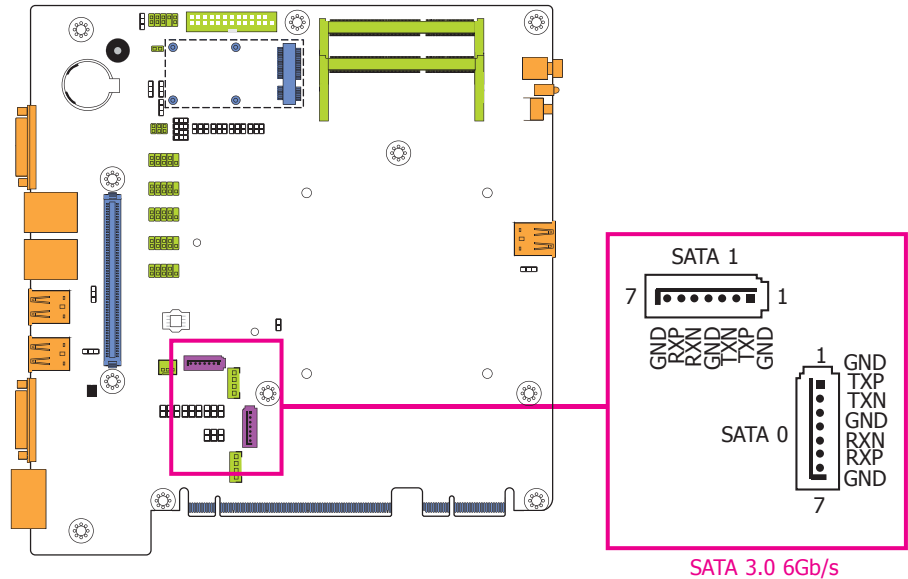 SATA 1
7
1
GND
RXP
RXN
GND
TXN
TXP
GND
1
GND
TXP
TXN
GND
RXN
RXP
GND
SATA 0
7
SATA 3.0 6Gb/s